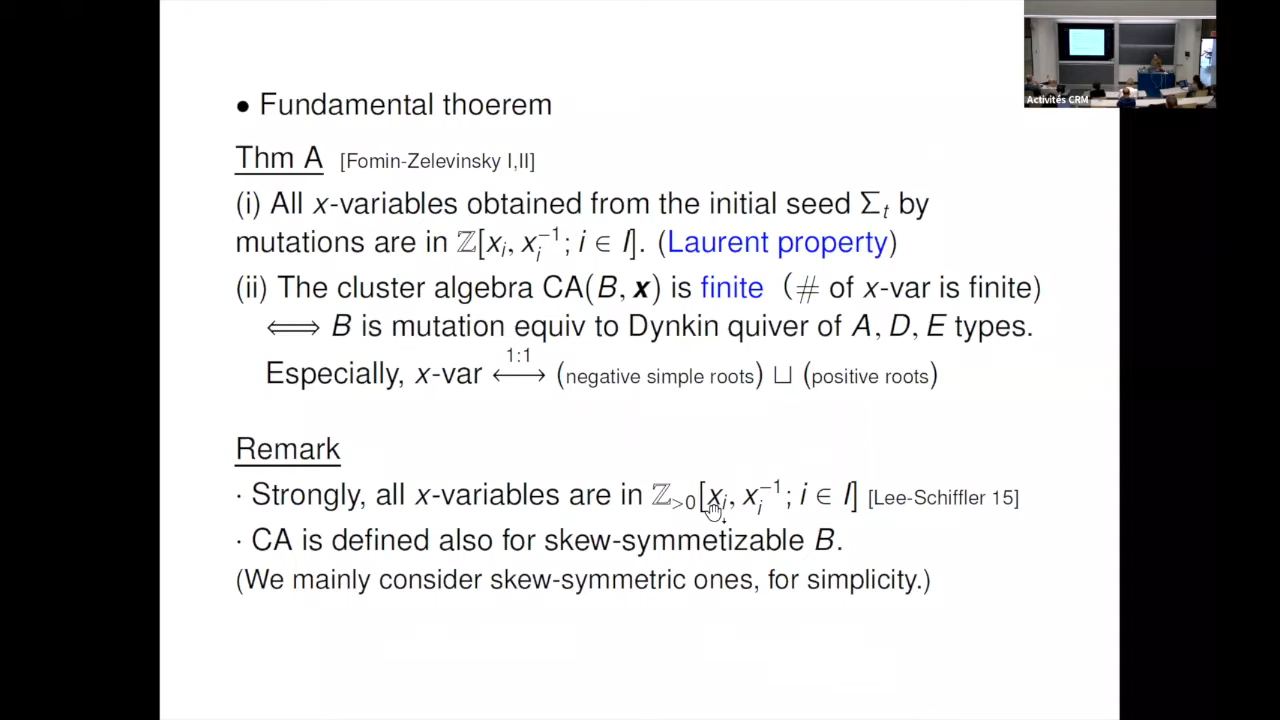 Activités CRM
• Fundamental thoerem
Thm A [Fomin-Zelevinsky I,II]
(i) All x-variables obtained from the initial seed Σ_t by
mutations are in ℤ[x_i, x_i^{-1}; i ∈ I]. (Laurent property)
(ii) The cluster algebra CA(B, x) is finite (# of x-var is finite)
⟺ B is mutation equiv to Dynkin quiver of A, D, E types.
Especially, x-var ⟷^{1:1} (negative simple roots) ⊔ (positive roots)
Remark
· Strongly, all x-variables are in ℤ_{>0}[x_i, x_i^{-1}; i ∈ I] [Lee-Schiffler 15]
· CA is defined also for skew-symmetizable B.
(We mainly consider skew-symmetric ones, for simplicity.)